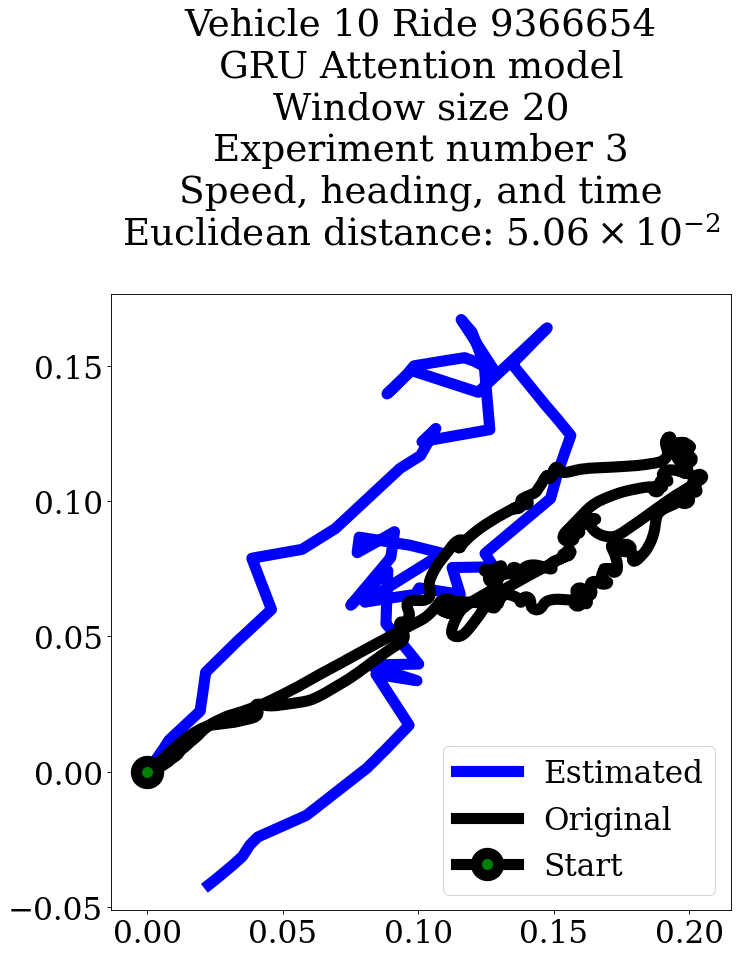 Vehicle 10 Ride 9366654
GRU Attention model
Window size 20
Experiment number 3
Speed, heading, and time
Euclidean distance: 5.06 × 10⁻²
0.15
0.10
0.05
0.00
−0.05
Estimated
Original
Start
0.00 0.05 0.10 0.15 0.20